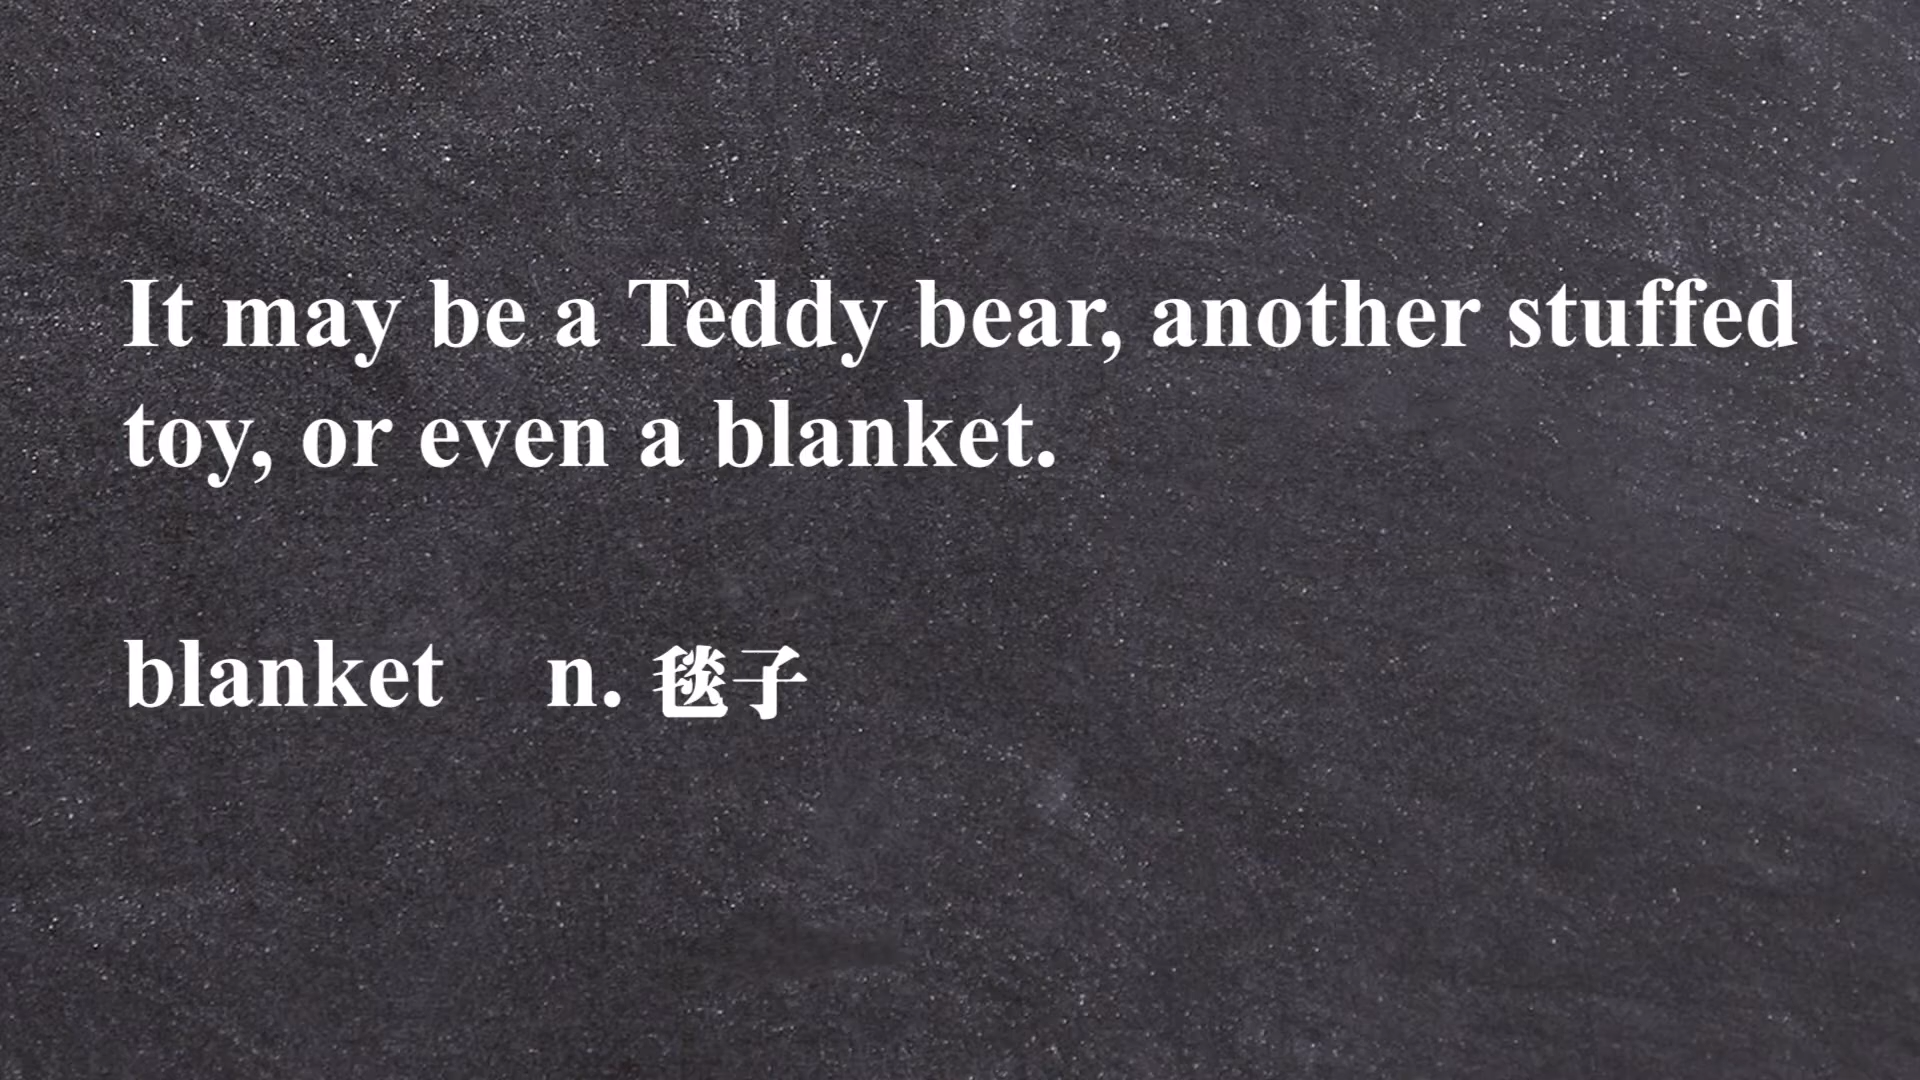 It may be a Teddy bear, another stuffed
toy, or even a blanket.
blanket n. 毯子